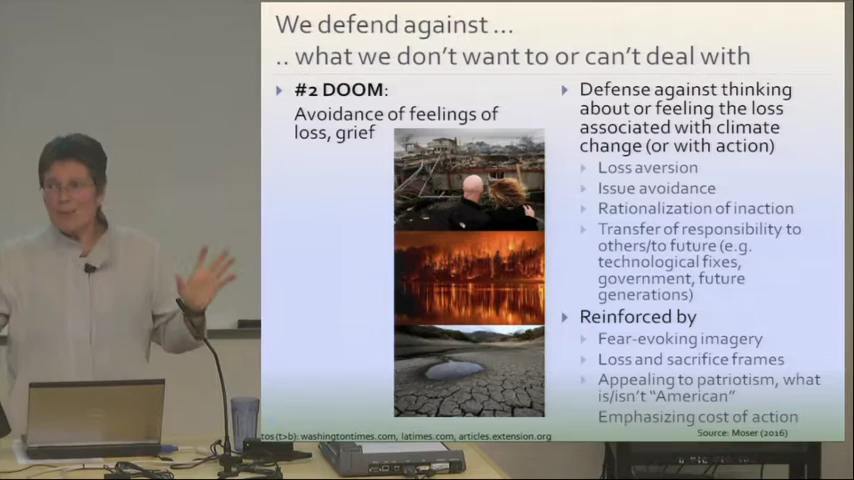 We defend against ...
.. what we don't want to or can't deal with
#2 DOOM:
Avoidance of feelings of
loss, grief
Defense against thinking
about or feeling the loss
associated with climate
change (or with action)
Loss aversion
Issue avoidance
Rationalization of inaction
Transfer of responsibility to
others/to future (e.g.
technological fixes,
government, future
generations)
Reinforced by
Fear-evoking imagery
Loss and sacrifice frames
Appealing to patriotism, what
is/isn't "American"
Emphasizing cost of action
tos (t>b): washingtontimes.com, latimes.com, articles.extension.org
Source: Moser (2016)